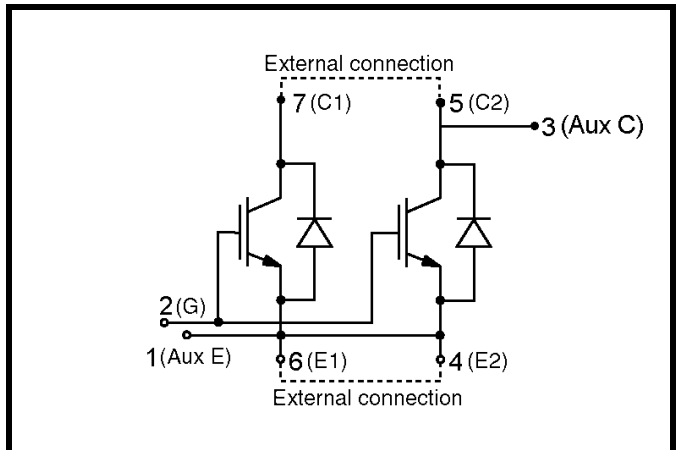 External connection
7 (C1)
5 (C2)
3 (Aux C)
2 (G)
1 (Aux E)
6 (E1)
4 (E2)
External connection